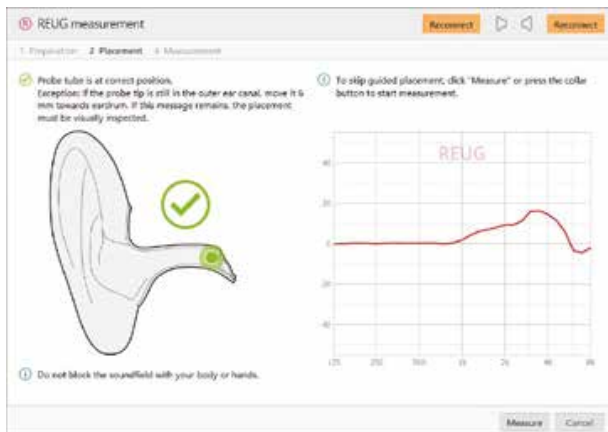 REUG measurement
Reconnect
Reconnect
1. Preparation 2. Placement 3. Measurement
Probe tube is at correct position.
Exception: if the probe tip is still in the outer ear canal, move it 6
mm towards eardrum. If this message remains, the placement
must be visually inspected.
To skip guided placement, click "Measure" or press the collar
button to start measurement.
REUG
40
20
0
-20
-40
125 250 500 1k 2k 4k 8k
Do not block the soundfield with your body or hands.
Measure
Cancel